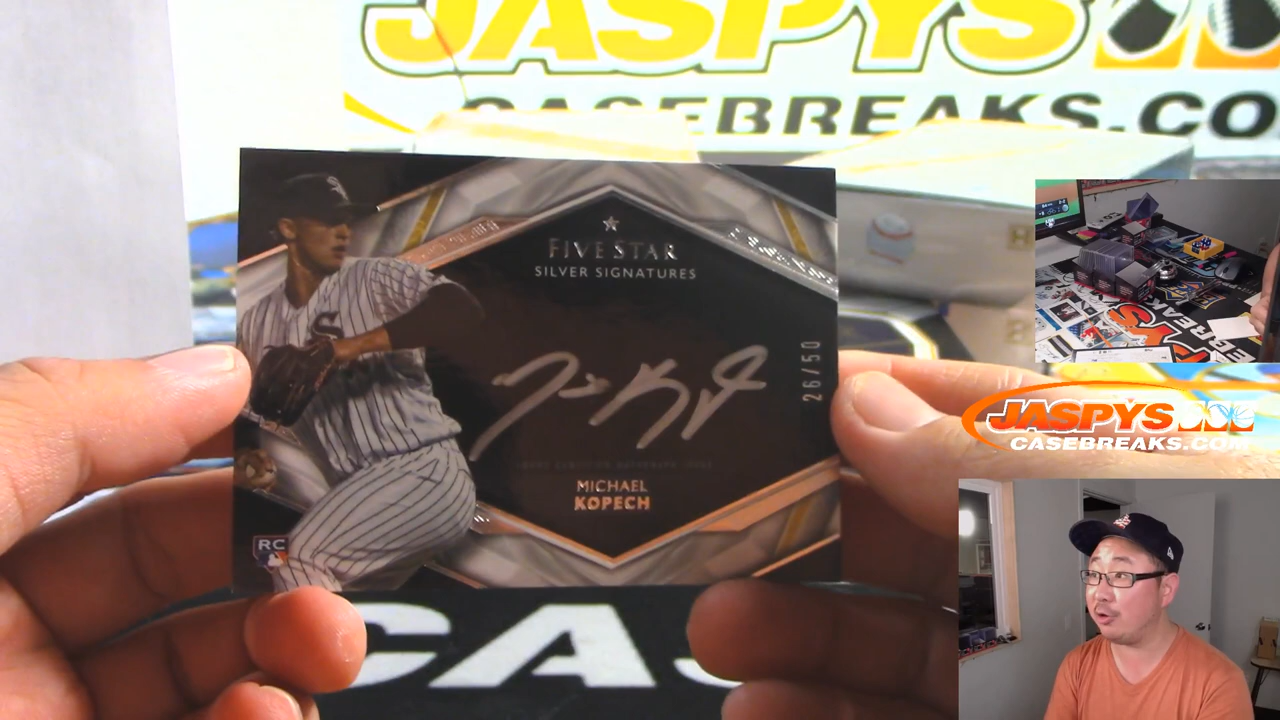 JASPYS
CASEBREAKS.CO
FIVE STAR
SILVER SIGNATURES
26/50
MICHAEL
KOPECH
RC
CAS
JASPYS
CASEBREAKS.COM